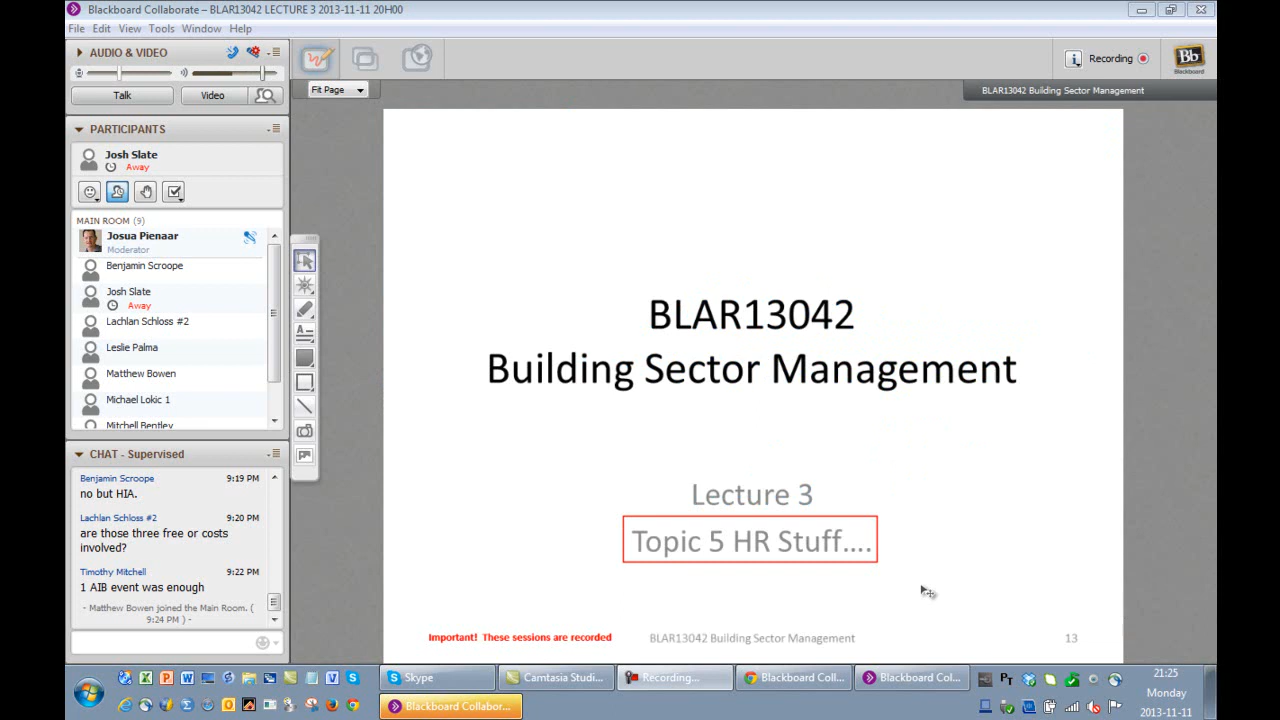 Blackboard Collaborate – BLAR13042 LECTURE 3 2013-11-11 20H00
File Edit View Tools Window Help
AUDIO & VIDEO
Talk
Video
PARTICIPANTS
Josh Slate
Away
MAIN ROOM (9)
Josua Pienaar
Moderator
Benjamin Scroope
Josh Slate
Away
Lachlan Schloss #2
Leslie Palma
Matthew Bowen
Michael Lokic 1
Mitchell Bentley
CHAT - Supervised
Benjamin Scroope 9:19 PM
no but HIA.
Lachlan Schloss #2 9:20 PM
are those three free or costs
involved?
Timothy Mitchell 9:22 PM
1 AIB event was enough
- Matthew Bowen joined the Main Room. (
9:24 PM ) -
Fit Page
Recording
Bb
Blackboard
BLAR13042 Building Sector Management
BLAR13042
Building Sector Management
Lecture 3
Topic 5 HR Stuff....
Important! These sessions are recorded
BLAR13042 Building Sector Management
13
Skype
Camtasia Studi...
Recording...
Blackboard Coll...
Blackboard Col...
Blackboard Collabor...
21:25
Monday
2013-11-11